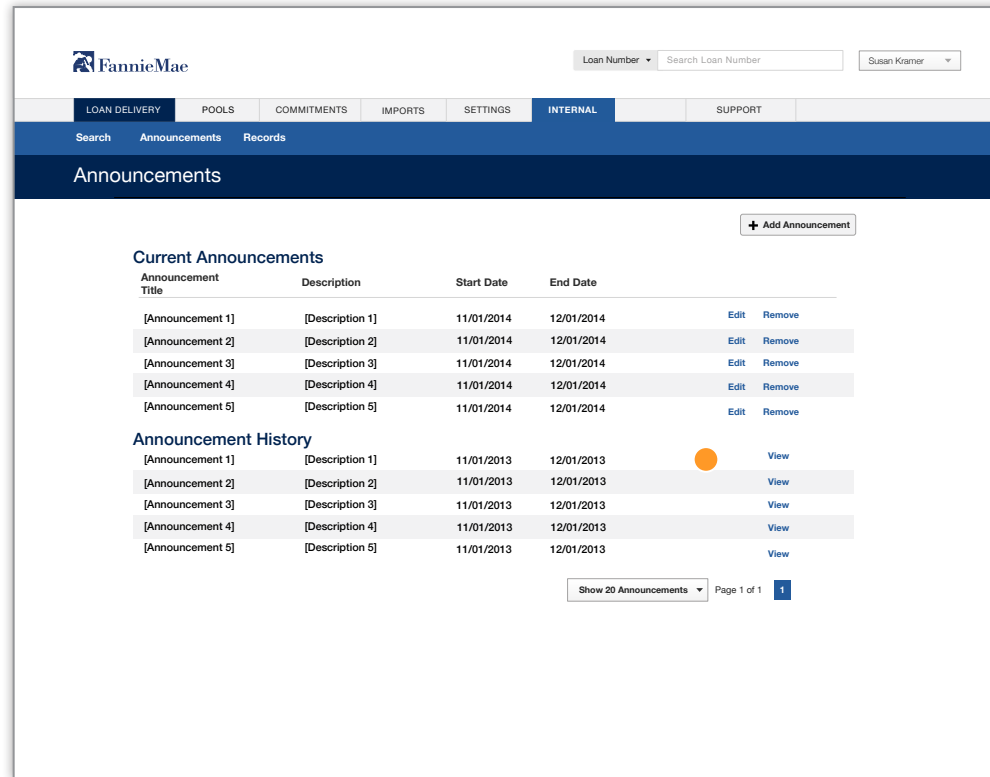 FannieMae
Loan Number Search Loan Number Susan Kramer
LOAN DELIVERY POOLS COMMITMENTS IMPORTS SETTINGS INTERNAL SUPPORT
Search Announcements Records
Announcements
Add Announcement
Current Announcements
Announcement
Title Description Start Date End Date
[Announcement 1] [Description 1] 11/01/2014 12/01/2014 Edit Remove
[Announcement 2] [Description 2] 11/01/2014 12/01/2014 Edit Remove
[Announcement 3] [Description 3] 11/01/2014 12/01/2014 Edit Remove
[Announcement 4] [Description 4] 11/01/2014 12/01/2014 Edit Remove
[Announcement 5] [Description 5] 11/01/2014 12/01/2014 Edit Remove
Announcement History
[Announcement 1] [Description 1] 11/01/2013 12/01/2013 View
[Announcement 2] [Description 2] 11/01/2013 12/01/2013 View
[Announcement 3] [Description 3] 11/01/2013 12/01/2013 View
[Announcement 4] [Description 4] 11/01/2013 12/01/2013 View
[Announcement 5] [Description 5] 11/01/2013 12/01/2013 View
Show 20 Announcements Page 1 of 1 1